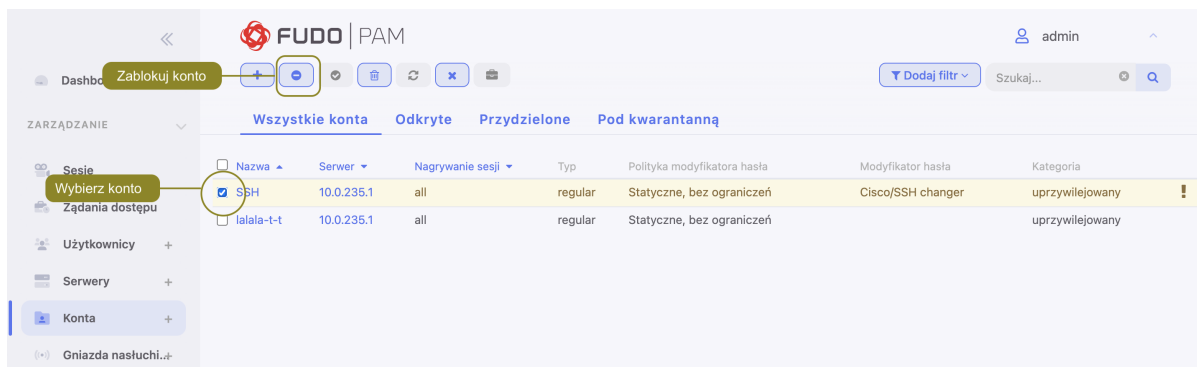 FUDO | PAM
admin
Dashbo
Zablokuj konto
Dodaj filtr
Szukaj...
ZARZĄDZANIE
Wszystkie konta Odkryte Przydzielone Pod kwarantanną
Nazwa Serwer Nagrywanie sesji Typ Polityka modyfikatora hasła Modyfikator hasła Kategoria
Sesje
Wybierz konto
SSH 10.0.235.1 all regular Statyczne, bez ograniczeń Cisco/SSH changer uprzywilejowany !
Żądania dostępu
lalala-t-t 10.0.235.1 all regular Statyczne, bez ograniczeń uprzywilejowany
Użytkownicy +
Serwery +
Konta +
Gniazda nasłuchi..+